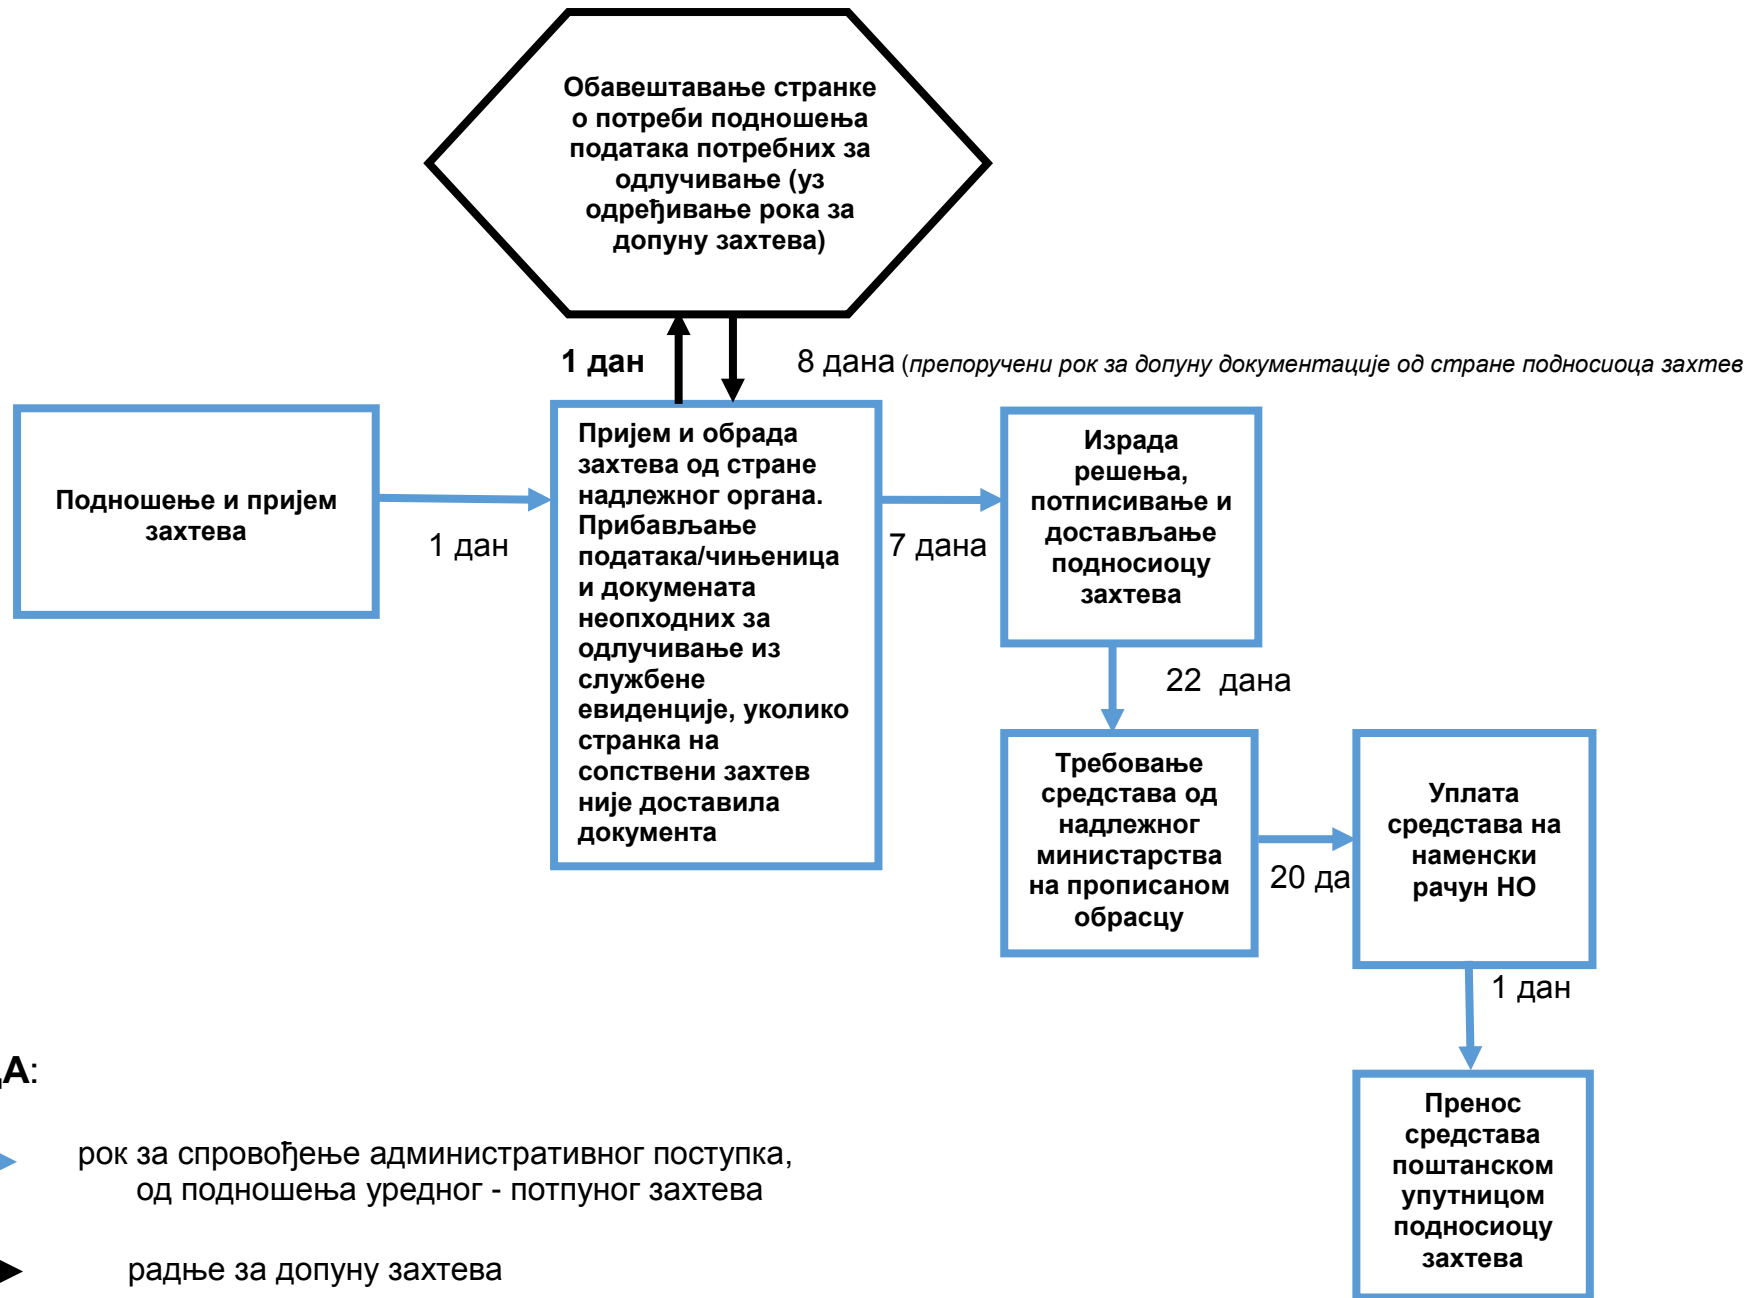 Обавештавање странке
о потреби подношења
података потребних за
одлучивање (уз
одређивање рока за
допуну захтева)
1 дан
8 дана (препоручени рок за допуну документације од стране подносиоца захтев
Подношење и пријем
захтева
1 дан
Пријем и обрада
захтева од стране
надлежног органа.
Прибављање
података/чињеница
и докумената
неопходних за
одлучивање из
службене
евиденције, уколико
странка на
сопствени захтев
није доставила
документа
7 дана
Израда
решења,
потписивање и
достављање
подносиоцу
захтева
22 дана
Требовање
средстава од
надлежног
министарства
на прописаном
обрасцу
20 да
Уплата
средстава на
наменски
рачун НО
1 дан
Пренос
средстава
поштанском
упутницом
подносиоцу
захтева
ДА:
рок за спровођење административног поступка,
од подношења уредног - потпуног захтева
радње за допуну захтева